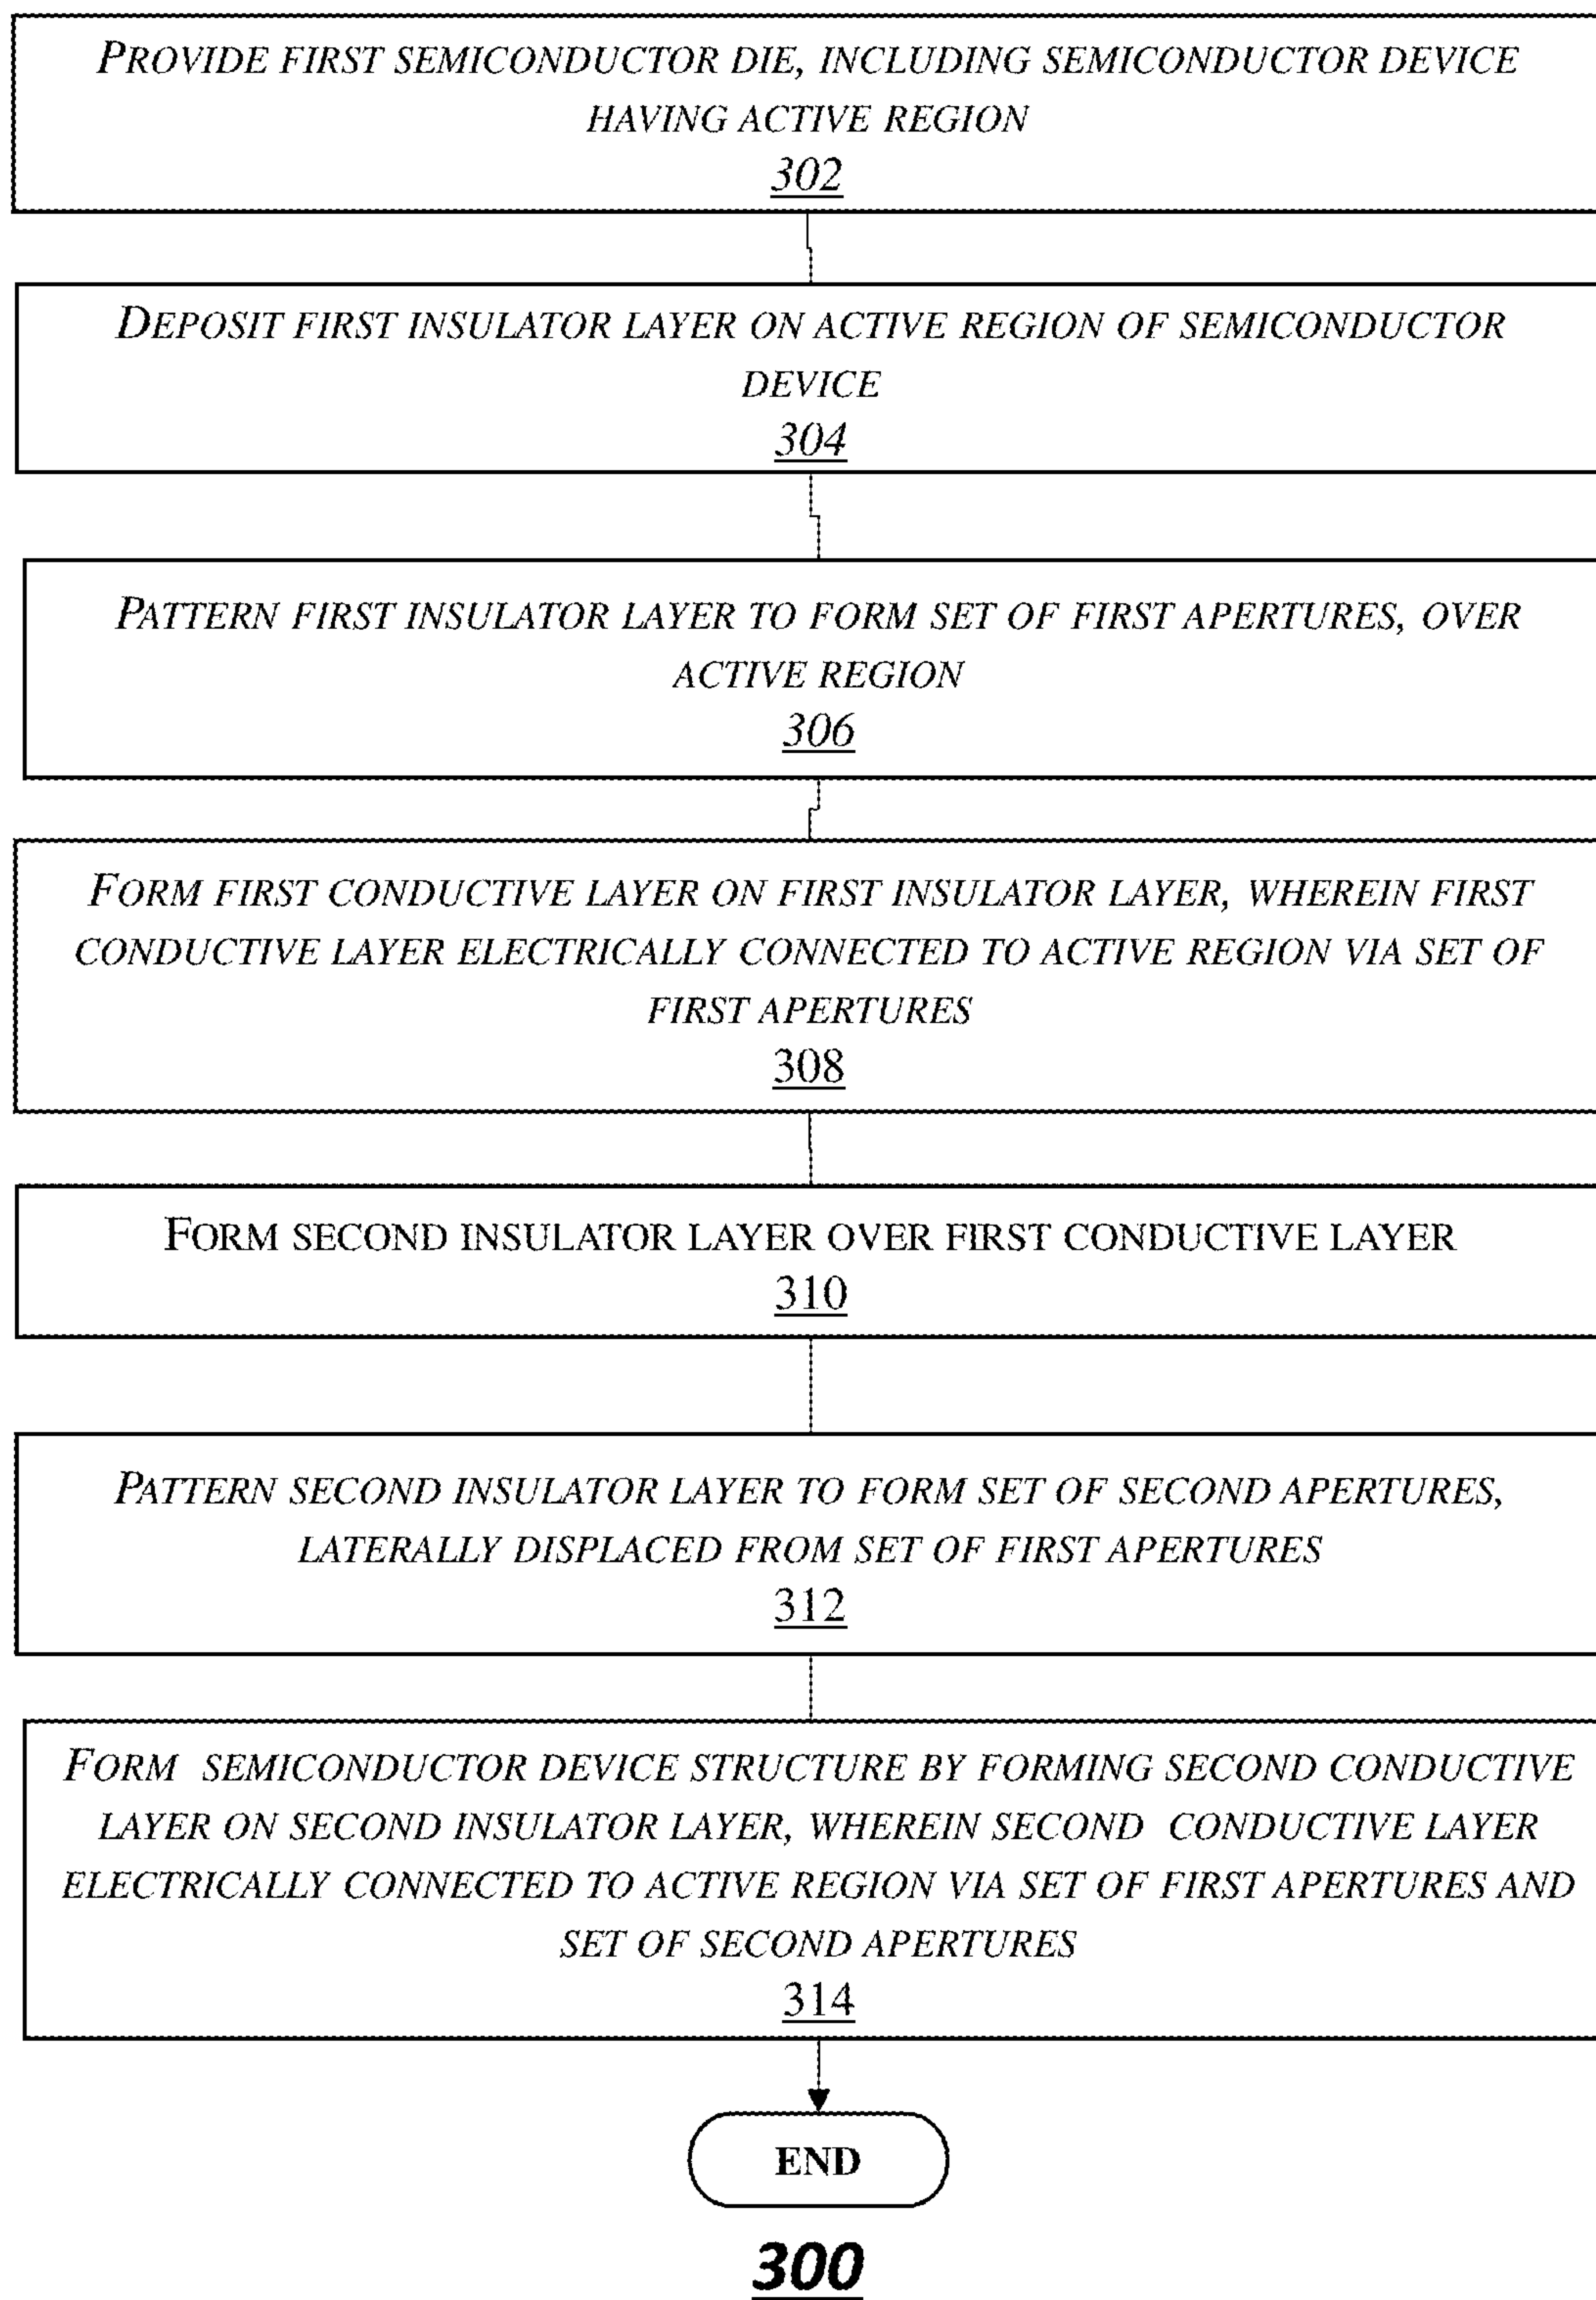 PROVIDE FIRST SEMICONDUCTOR DIE, INCLUDING SEMICONDUCTOR DEVICE
HAVING ACTIVE REGION
302
DEPOSIT FIRST INSULATOR LAYER ON ACTIVE REGION OF SEMICONDUCTOR
DEVICE
304
PATTERN FIRST INSULATOR LAYER TO FORM SET OF FIRST APERTURES, OVER
ACTIVE REGION
306
FORM FIRST CONDUCTIVE LAYER ON FIRST INSULATOR LAYER, WHEREIN FIRST
CONDUCTIVE LAYER ELECTRICALLY CONNECTED TO ACTIVE REGION VIA SET OF
FIRST APERTURES
308
FORM SECOND INSULATOR LAYER OVER FIRST CONDUCTIVE LAYER
310
PATTERN SECOND INSULATOR LAYER TO FORM SET OF SECOND APERTURES,
LATERALLY DISPLACED FROM SET OF FIRST APERTURES
312
FORM SEMICONDUCTOR DEVICE STRUCTURE BY FORMING SECOND CONDUCTIVE
LAYER ON SECOND INSULATOR LAYER, WHEREIN SECOND CONDUCTIVE LAYER
ELECTRICALLY CONNECTED TO ACTIVE REGION VIA SET OF FIRST APERTURES AND
SET OF SECOND APERTURES
314
END
300